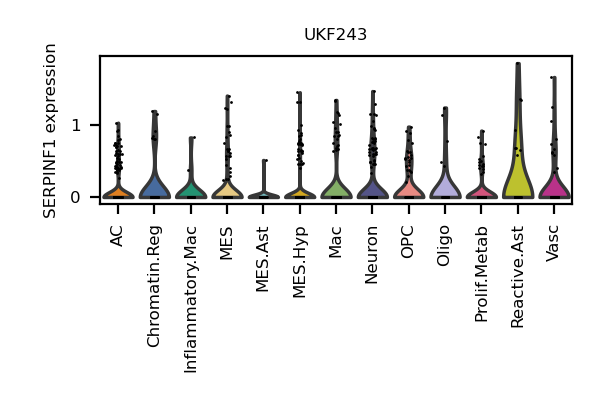 UKF243
SERPINF1 expression
1
0
AC
Chromatin.Reg
Inflammatory.Mac
MES
MES.Ast
MES.Hyp
Mac
Neuron
OPC
Oligo
Prolif.Metab
Reactive.Ast
Vasc